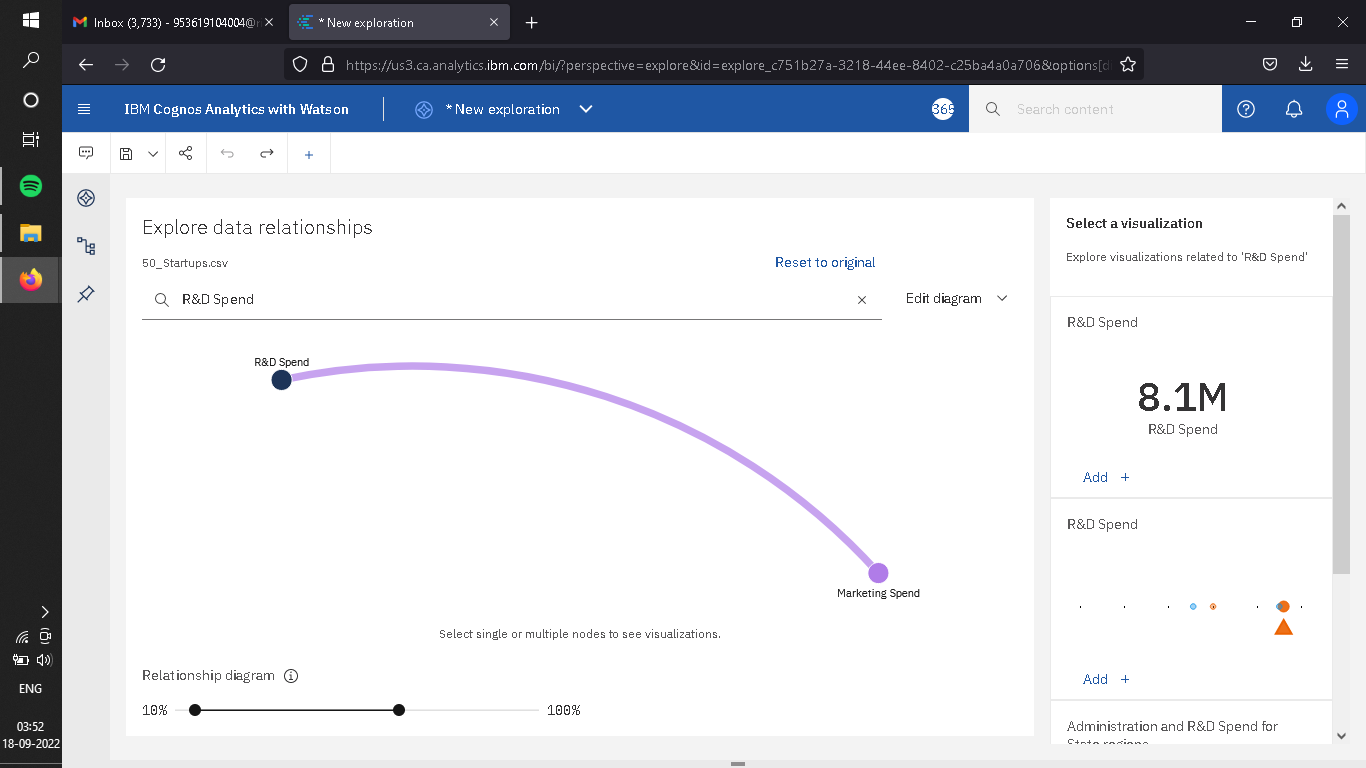 Inbox (3,733) - 953619104004@r
* New exploration
https://us3.ca.analytics.ibm.com/bi/?perspective=explore&id=explore_c751b27a-3218-44ee-8402-c25ba4a0a706&options[d
IBM Cognos Analytics with Watson
* New exploration
365
Search content
Explore data relationships
50_Startups.csv
Reset to original
R&D Spend
Edit diagram
R&D Spend
Marketing Spend
Select single or multiple nodes to see visualizations.
Relationship diagram
10%
100%
Select a visualization
Explore visualizations related to 'R&D Spend'
R&D Spend
8.1M
R&D Spend
Add +
R&D Spend
Add +
Administration and R&D Spend for
State regions
ENG
03:52
18-09-2022